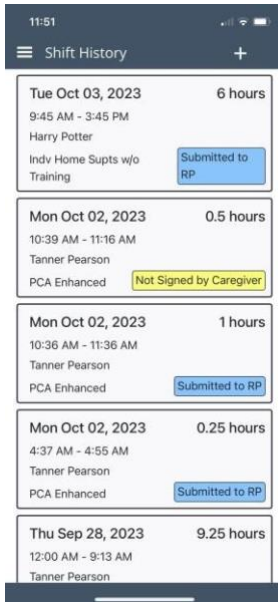 11:51
Shift History +
Tue Oct 03, 2023 6 hours
9:45 AM - 3:45 PM
Harry Potter
Indv Home Supts w/o Submitted to
Training RP
Mon Oct 02, 2023 0.5 hours
10:39 AM - 11:16 AM
Tanner Pearson
PCA Enhanced Not Signed by Caregiver
Mon Oct 02, 2023 1 hours
10:36 AM - 11:36 AM
Tanner Pearson
PCA Enhanced Submitted to RP
Mon Oct 02, 2023 0.25 hours
4:37 AM - 4:55 AM
Tanner Pearson
PCA Enhanced Submitted to RP
Thu Sep 28, 2023 9.25 hours
12:00 AM - 9:13 AM
Tanner Pearson